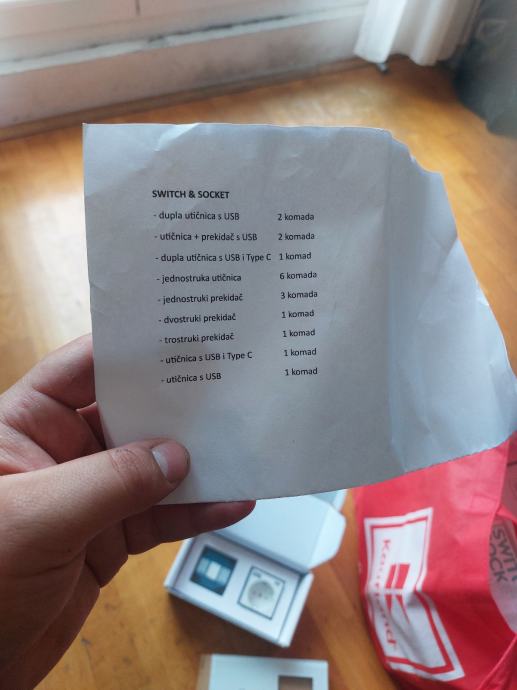 SWITCH & SOCKET
- dupla utičnica s USB 2 komada
- utičnica + prekidač s USB 2 komada
- dupla utičnica s USB i Type C 1 komad
- jednostruka utičnica 6 komada
- jednostruki prekidač 3 komada
- dvostruki prekidač 1 komad
- trostruki prekidač 1 komad
- utičnica s USB i Type C 1 komad
- utičnica s USB 1 komad
Kaufland